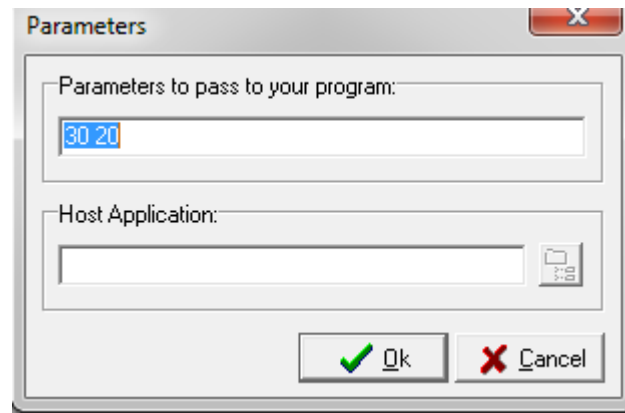 Parameters
Parameters to pass to your program:
30 20
Host Application:
Ok
Cancel